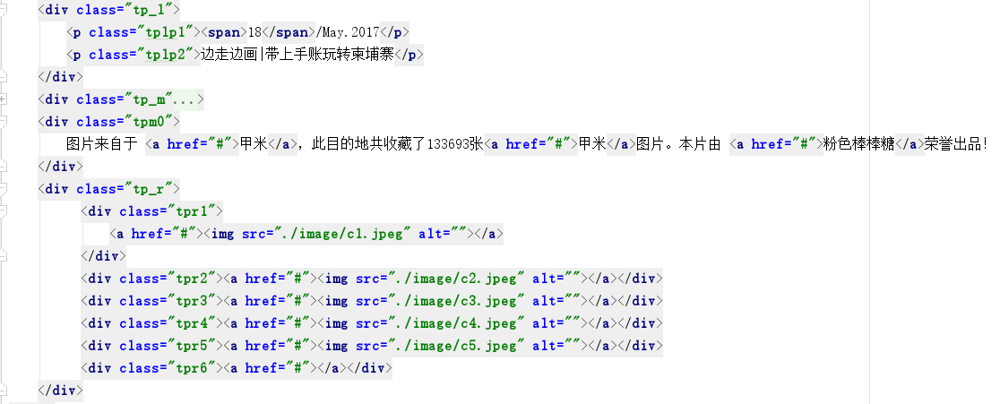 <div class="tp_l">
<p class="tplp1"><span>18</span>/May.2017</p>
<p class="tplp2">边走边画|带上手账玩转柬埔寨</p>
</div>
<div class="tp_m"...>
<div class="tpm0">
图片来自于 <a href="#">甲米</a>，此目的地共收藏了133693张<a href="#">甲米</a>图片。本片由 <a href="#">粉色棒棒糖</a>荣誉出品!
</div>
<div class="tp_r">
<div class="tpr1">
<a href="#"><img src="./image/c1.jpeg" alt=""></a>
</div>
<div class="tpr2"><a href="#"><img src="./image/c2.jpeg" alt=""></a></div>
<div class="tpr3"><a href="#"><img src="./image/c3.jpeg" alt=""></a></div>
<div class="tpr4"><a href="#"><img src="./image/c4.jpeg" alt=""></a></div>
<div class="tpr5"><a href="#"><img src="./image/c5.jpeg" alt=""></a></div>
<div class="tpr6"><a href="#"></a></div>
</div>